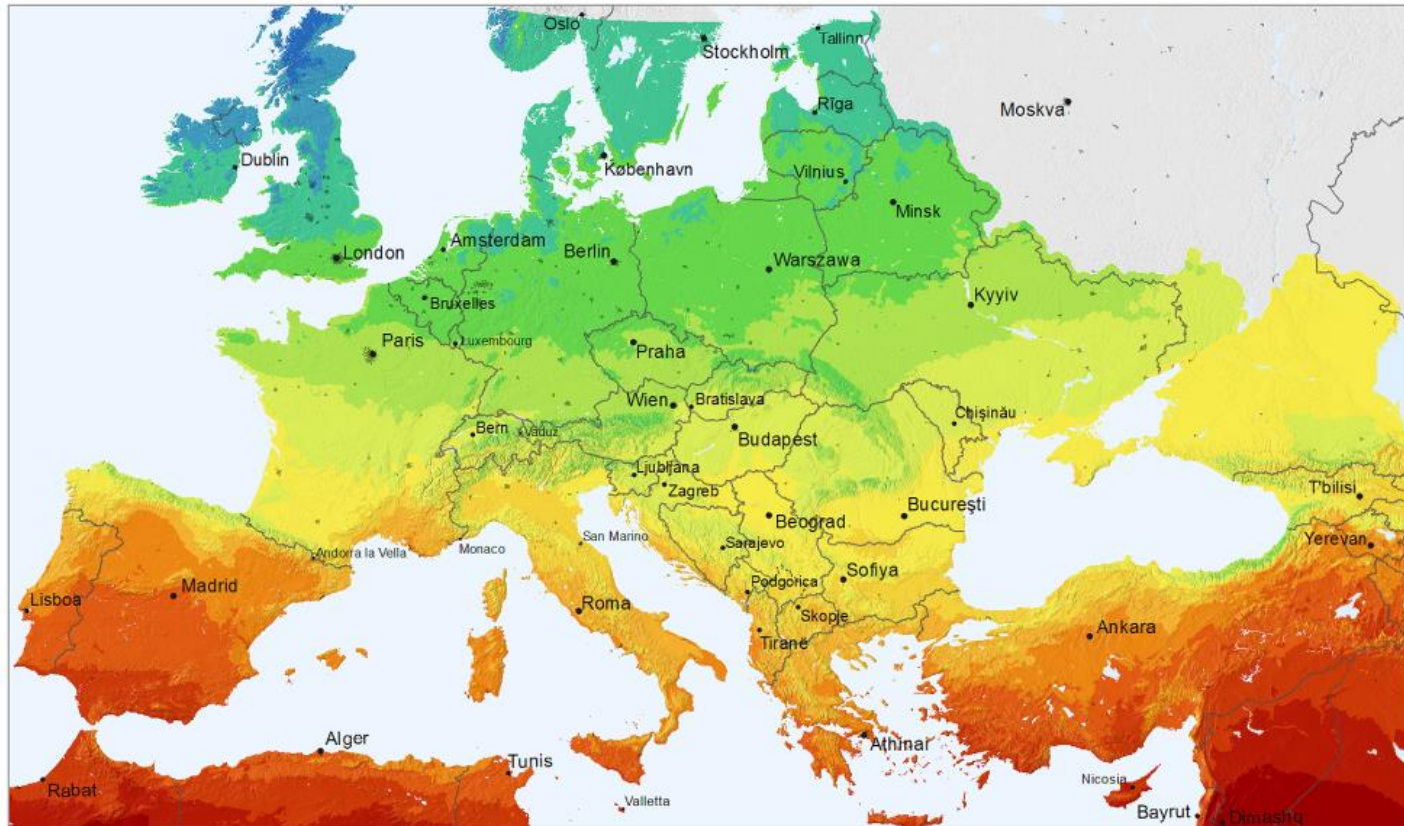 Oslo
Stockholm
Tallinn
Rīga
Moskva
Dublin
København
Vilnius
Minsk
London
Amsterdam
Berlin
Warszawa
Bruxelles
Kyyiv
Paris
Luxembourg
Praha
Wien
Bratislava
Bern
Vaduz
Budapest
Chişinău
Ljubljana
Zagreb
T'bilisi
Beograd
Bucureşti
San Marino
Sarajevo
Monaco
Andorra la Vella
Yerevan
Madrid
Lisboa
Roma
Podgorica
Sofiya
Skopje
Tiranë
Ankara
Alger
Tunis
Athinai
Rabat
Valletta
Nicosia
Bayrut
Dimashq